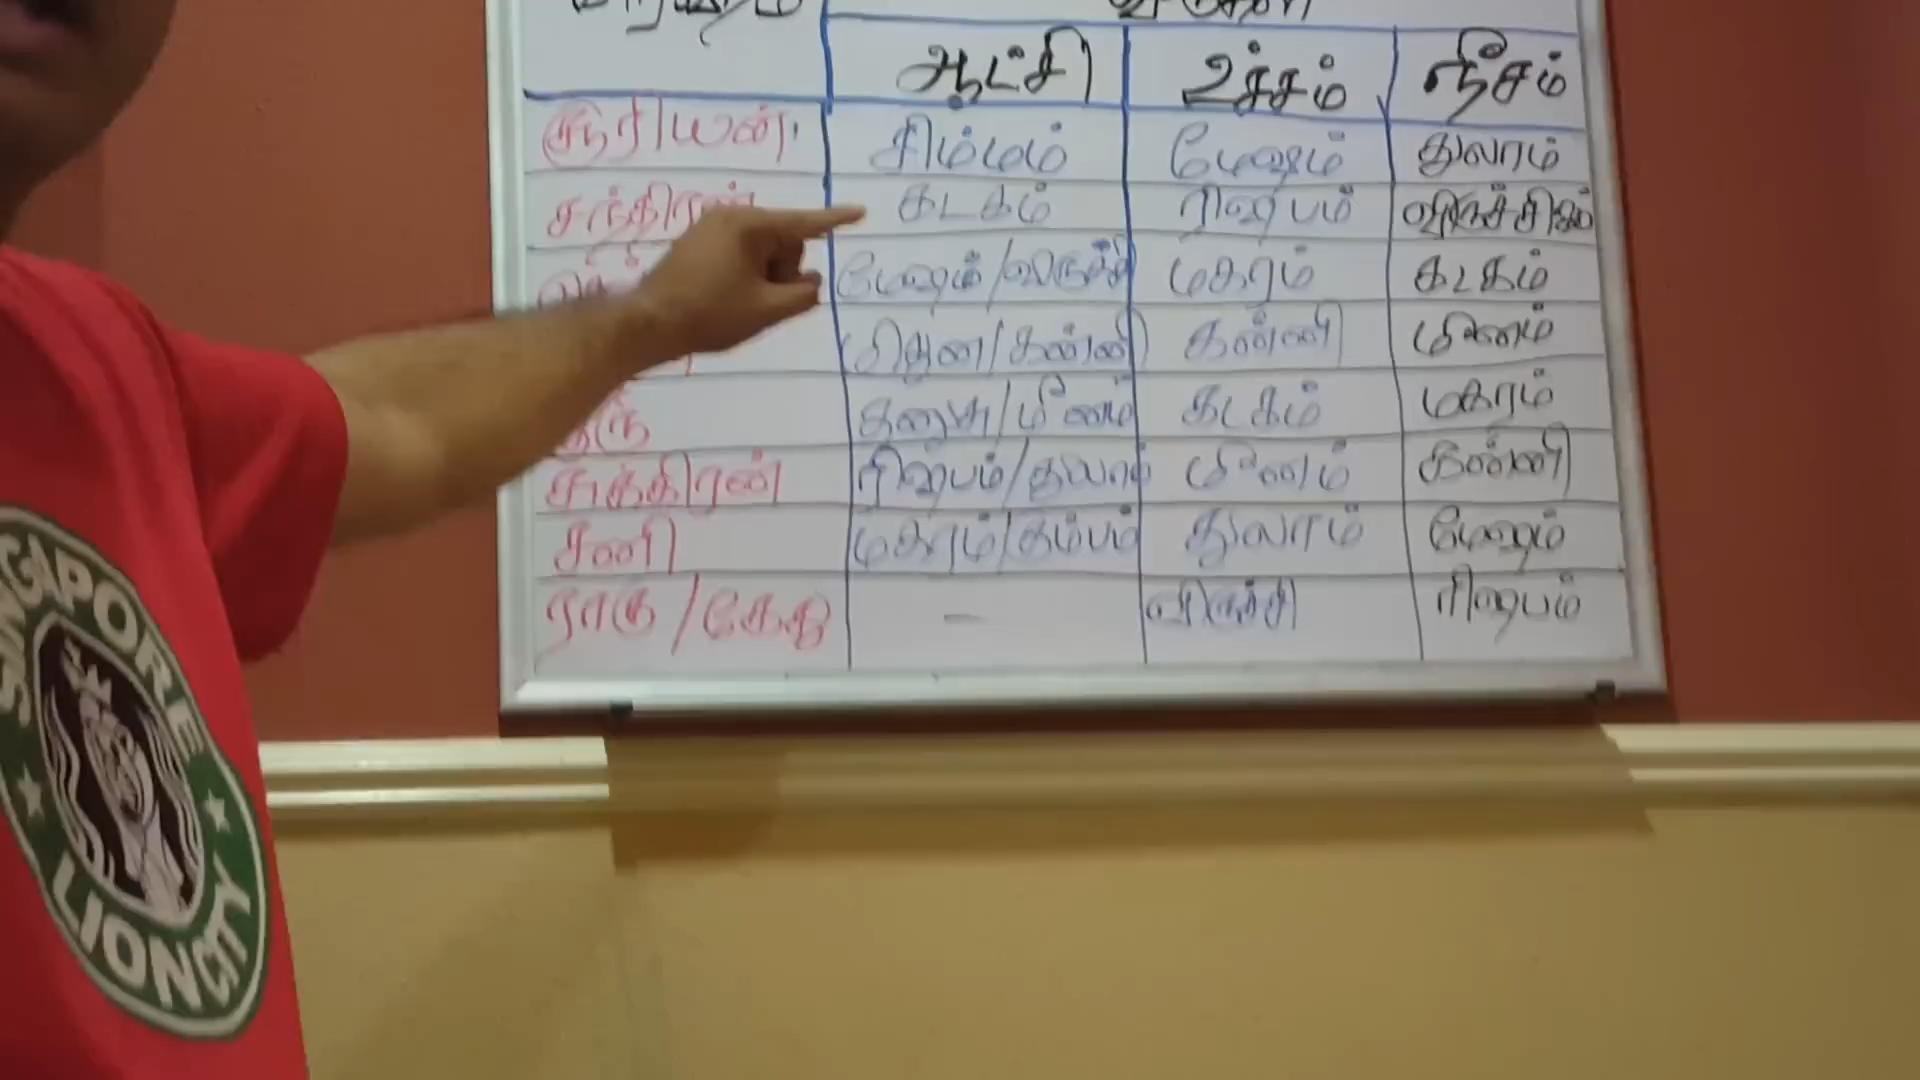 ஆட்சி உச்சம் நீசம்
சூரியன் சிம்மம் மேஷம் துலாம்
சந்திரன் கடகம் ரிஷபம் விருச்சிகம்
மேஷம்/விருச்சி மகரம் கடகம்
மிதுன/கன்னி கன்னி மீனம்
குரு தனுசு/மீனம் கடகம் மகரம்
சுக்கிரன் ரிஷபம்/துலாம் மீனம் கன்னி
சனி மகரம்/கும்பம் துலாம் மேஷம்
ராகு/கேது - விருச்சி ரிஷபம்
SINGAPORE
LION CITY